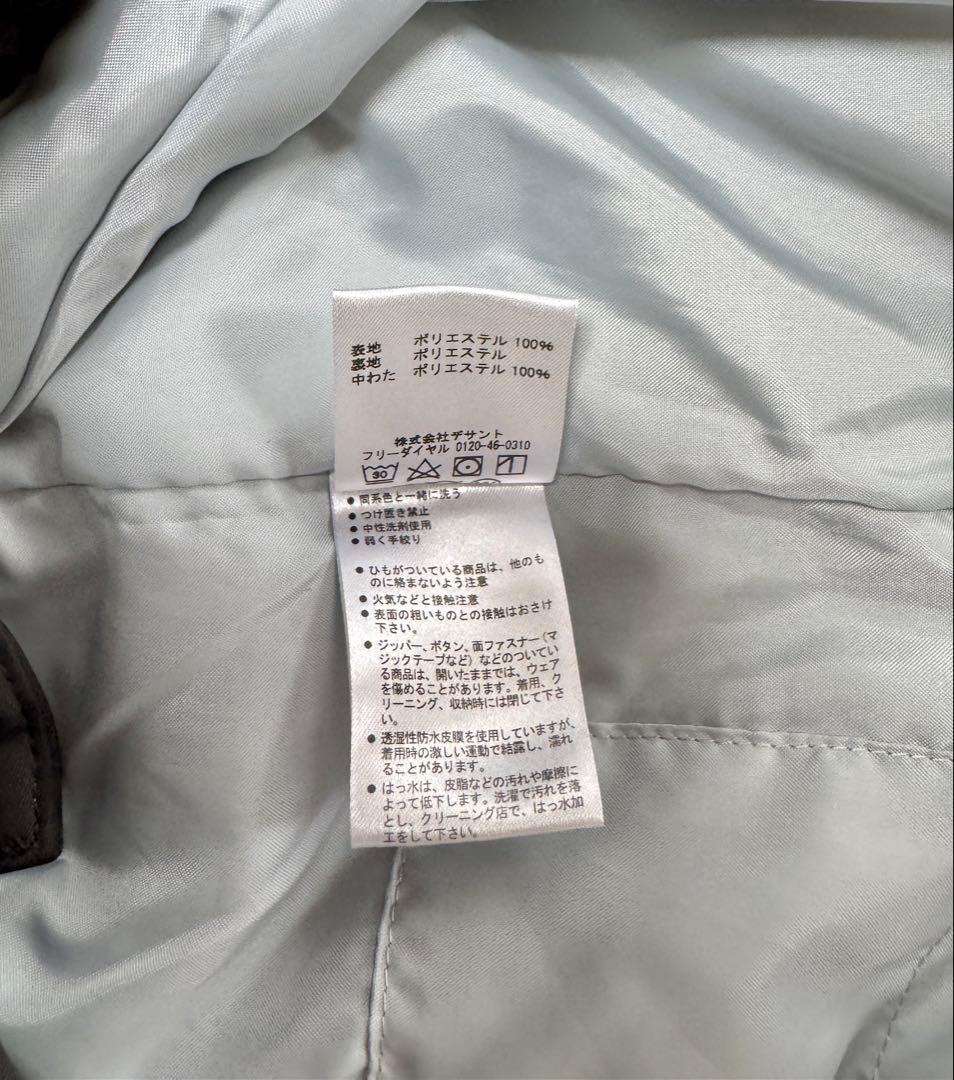 表地 ポリエステル 100%
裏地 ポリエステル
中わた ポリエステル 100%
株式会社デサント
フリーダイヤル 0120-46-0310
30
●同系色と一緒に洗う
●つけ置き禁止
●中性洗剤使用
●弱く手絞り
●ひもがついている商品は、他のも
のに絡まないよう注意
●火気などと接触注意
●表面の粗いものとの接触はおさけ
下さい。
●ジッパー、ボタン、面ファスナー（マ
ジックテープなど）などのついてい
る商品は、開いたままでは、ウェア
を傷めることがあります。着用、ク
リーニング、収納時には閉じて下さ
い。
●透湿性防水皮膜を使用していますが、
着用時の激しい運動で結露し、濡れ
ることがあります。
●はっ水は、皮脂などの汚れや摩擦に
よって低下します。洗濯で汚れを落
とし、クリーニング店で、はっ水加
工をして下さい。